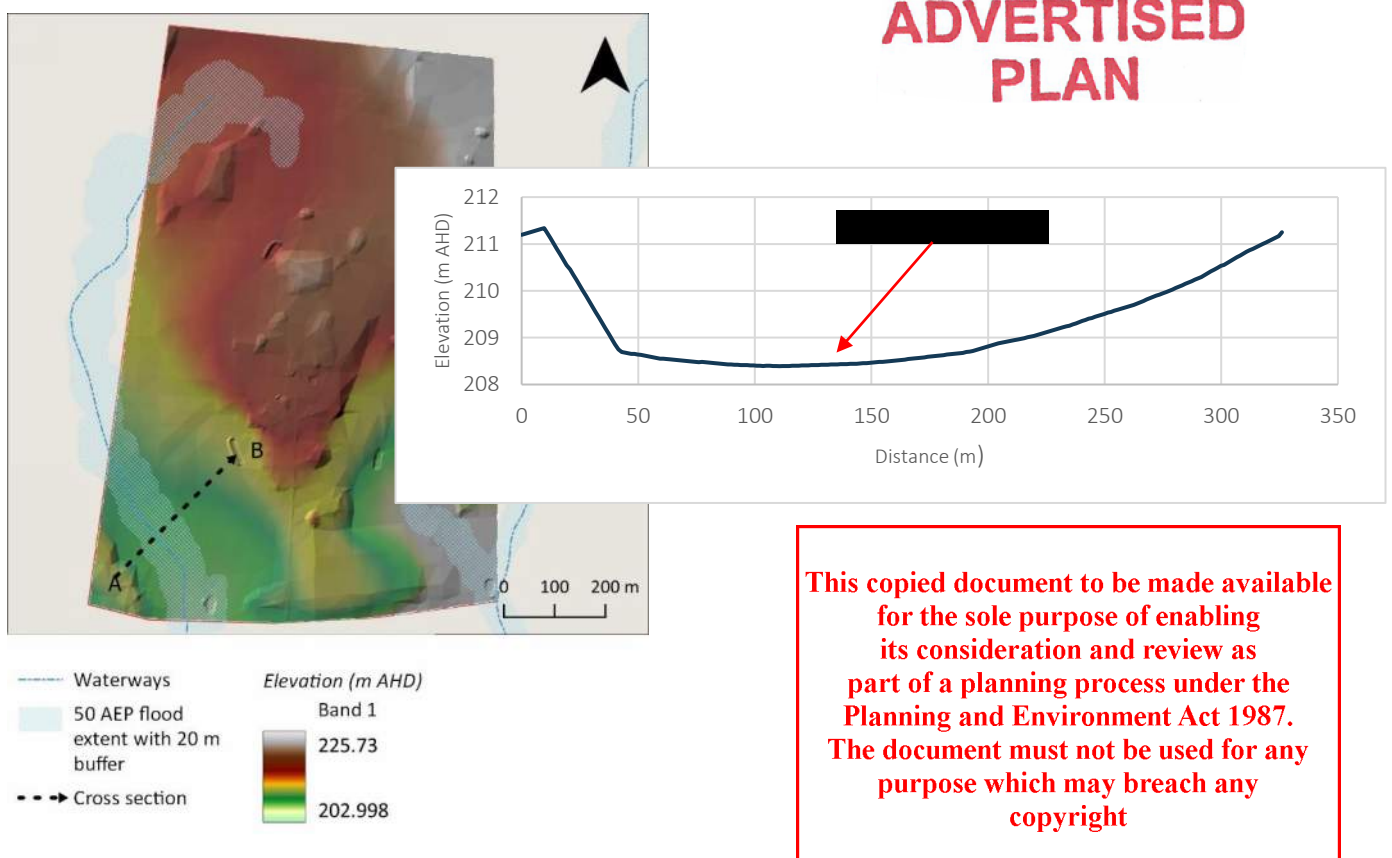 ADVERTISED
PLAN
B
A
0 100 200 m
Elevation (m AHD)
212
211
210
209
208
0 50 100 150 200 250 300 350
Distance (m)
Waterways
50 AEP flood
extent with 20 m
buffer
Cross section
Elevation (m AHD)
Band 1
225.73
202.998
This copied document to be made available
for the sole purpose of enabling
its consideration and review as
part of a planning process under the
Planning and Environment Act 1987.
The document must not be used for any
purpose which may breach any
copyright